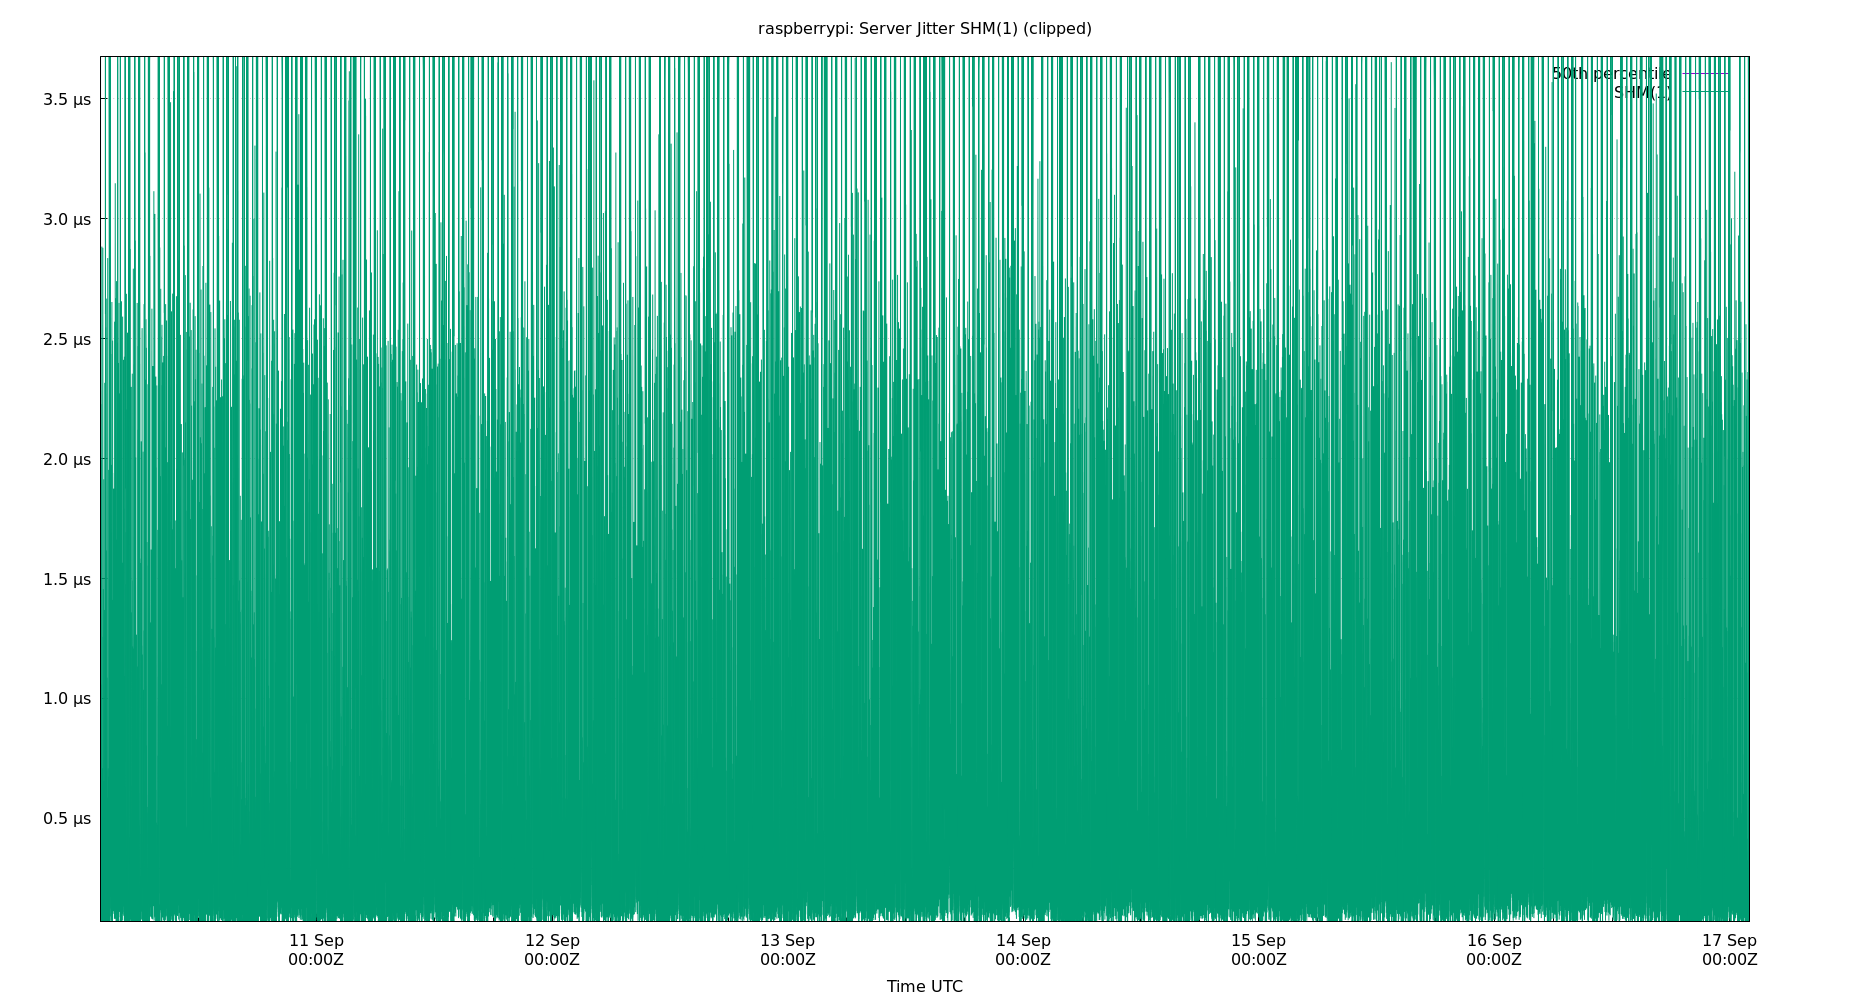 raspberrypi: Server Jitter SHM(1) (clipped)
50th percentile
SHM(1)
3.5 µs
3.0 µs
2.5 µs
2.0 µs
1.5 µs
1.0 µs
0.5 µs
11 Sep 12 Sep 13 Sep 14 Sep 15 Sep 16 Sep 17 Sep
00:00Z 00:00Z 00:00Z 00:00Z 00:00Z 00:00Z 00:00Z
Time UTC